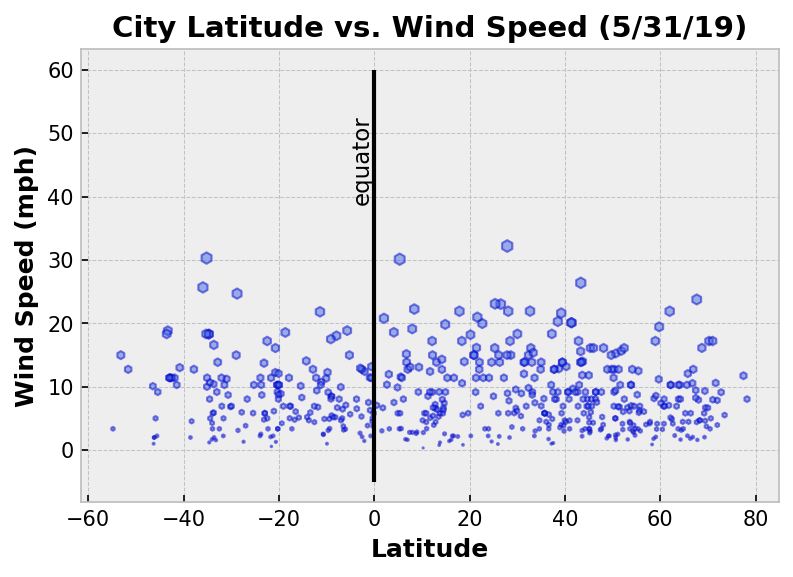 City Latitude vs. Wind Speed (5/31/19)
Wind Speed (mph)
60
50
40
30
20
10
0
equator
−60 −40 −20 0 20 40 60 80
Latitude